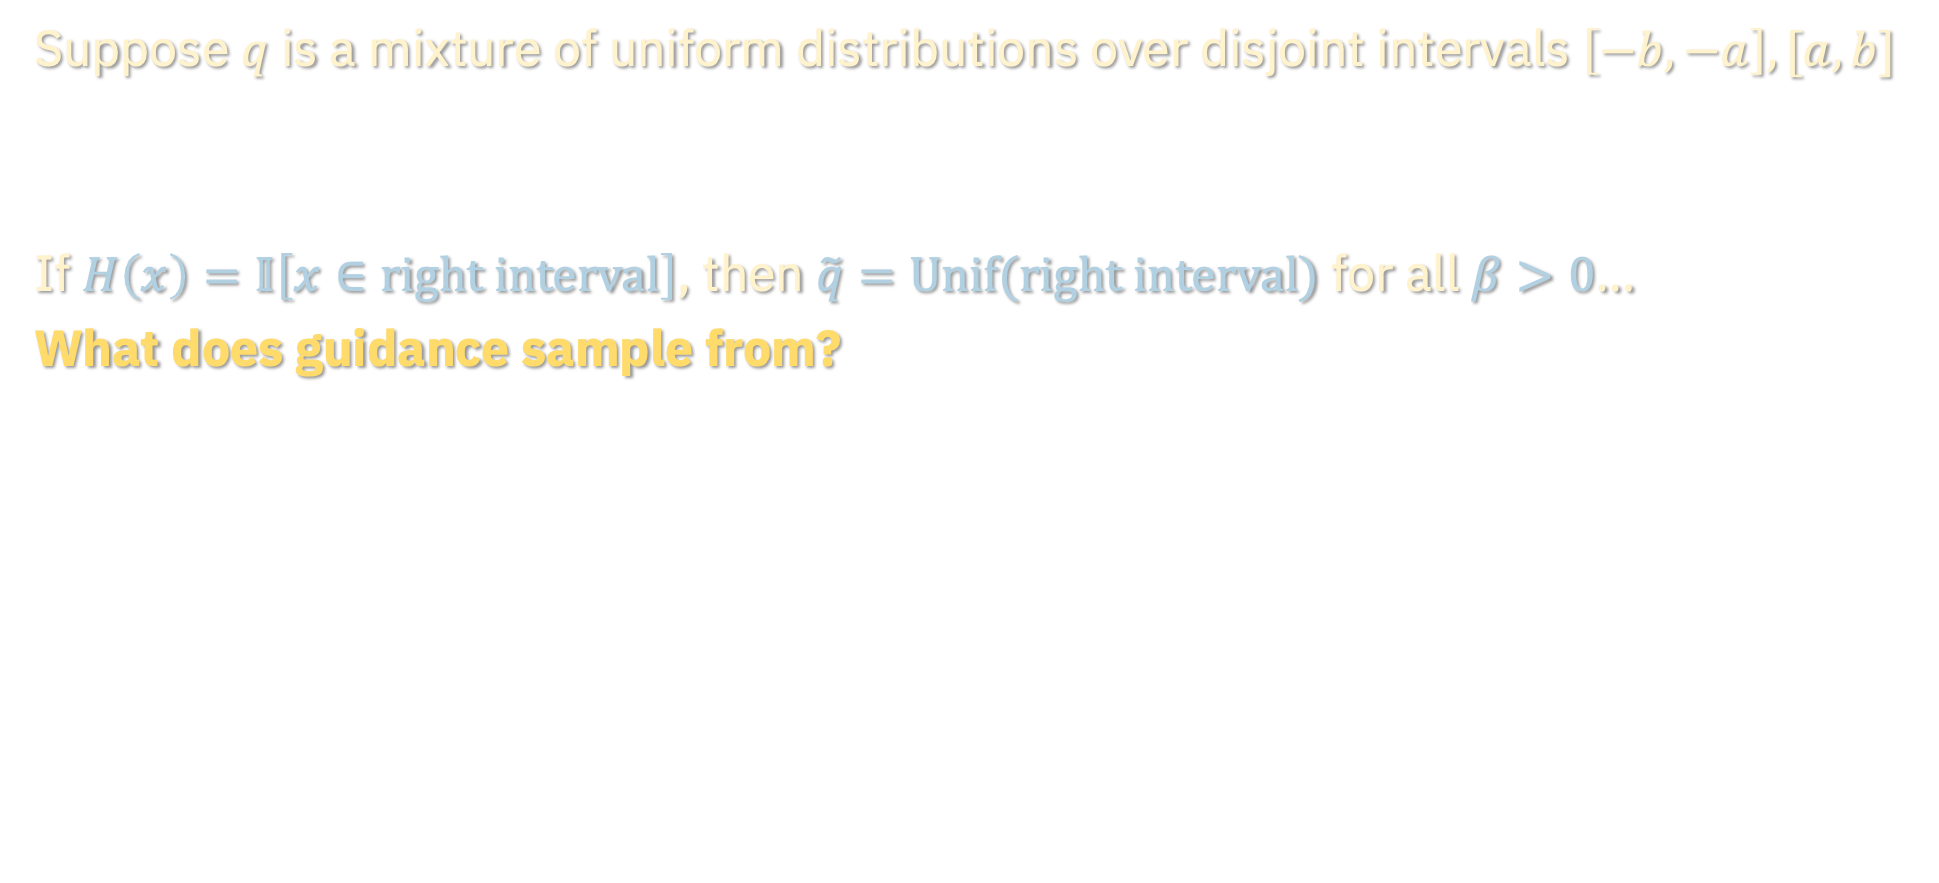 Suppose q is a mixture of uniform distributions over disjoint intervals [−b, −a], [a, b]
If H(x) = 𝕀[x ∈ right interval], then q̃ = Unif(right interval) for all β > 0...
What does guidance sample from?